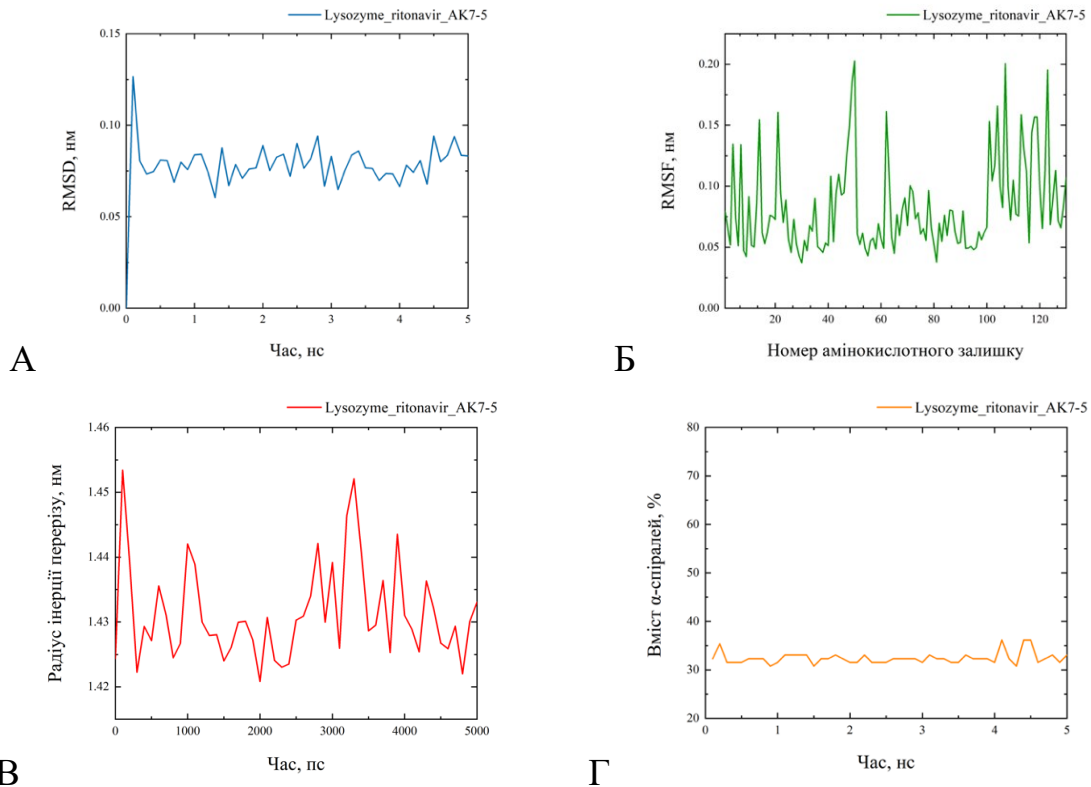 Lysozyme_ritonavir_AK7-5
0.15
0.10
0.05
0.00
RMSD, нм
0 1 2 3 4 5
Час, нс
А
Lysozyme_ritonavir_AK7-5
0.20
0.15
0.10
0.05
0.00
RMSF, нм
20 40 60 80 100 120
Номер амінокислотного залишку
Б
Lysozyme_ritonavir_AK7-5
1.46
1.45
1.44
1.43
1.42
Радіус інерції перерізу, нм
0 1000 2000 3000 4000 5000
Час, пс
В
Lysozyme_ritonavir_AK7-5
80
70
60
50
40
30
20
Вміст α-спіралей, %
0 1 2 3 4 5
Час, нс
Г